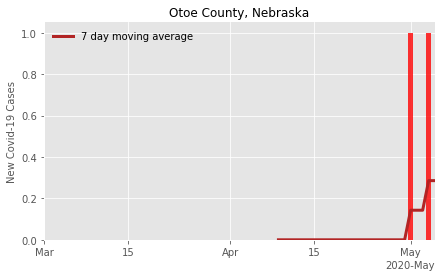 Otoe County, Nebraska
7 day moving average
New Covid-19 Cases
1.0
0.8
0.6
0.4
0.2
0.0
Mar 15 Apr 15 May
2020-May